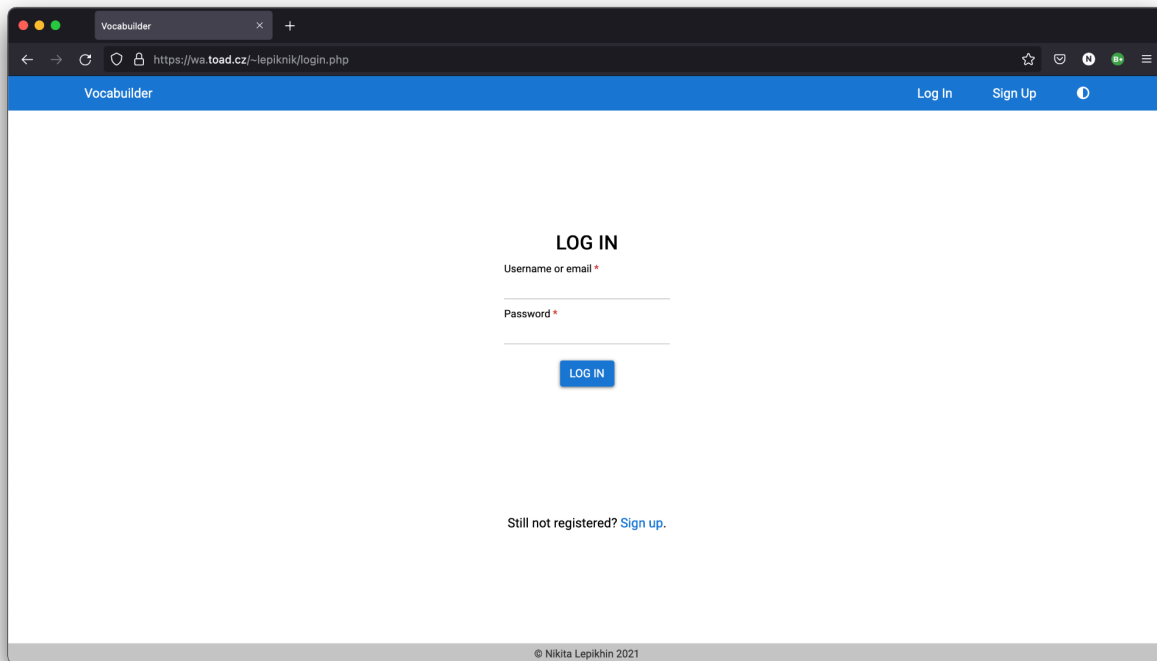 Vocabuilder
https://wa.toad.cz/~lepiknik/login.php
N
B+
Vocabuilder Log In Sign Up
LOG IN
Username or email *
Password *
LOG IN
Still not registered? Sign up.
© Nikita Lepikhin 2021